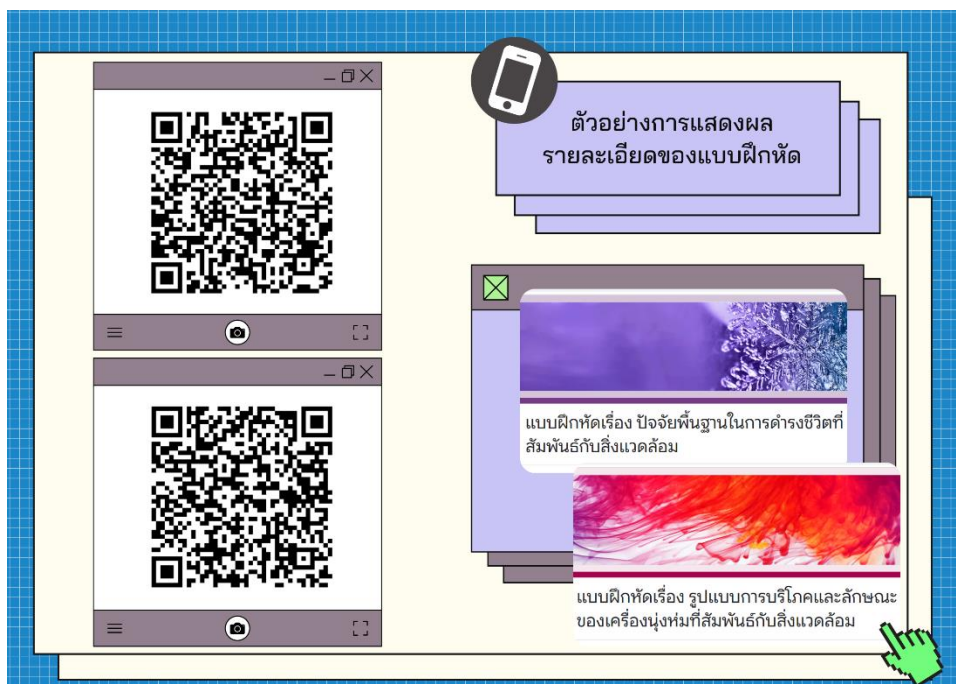 ตัวอย่างการแสดงผล
รายละเอียดของแบบฝึกหัด
แบบฝึกหัดเรื่อง ปัจจัยพื้นฐานในการดำรงชีวิตที่
สัมพันธ์กับสิ่งแวดล้อม
แบบฝึกหัดเรื่อง รูปแบบการบริโภคและลักษณะ
ของเครื่องนุ่งห่มที่สัมพันธ์กับสิ่งแวดล้อม